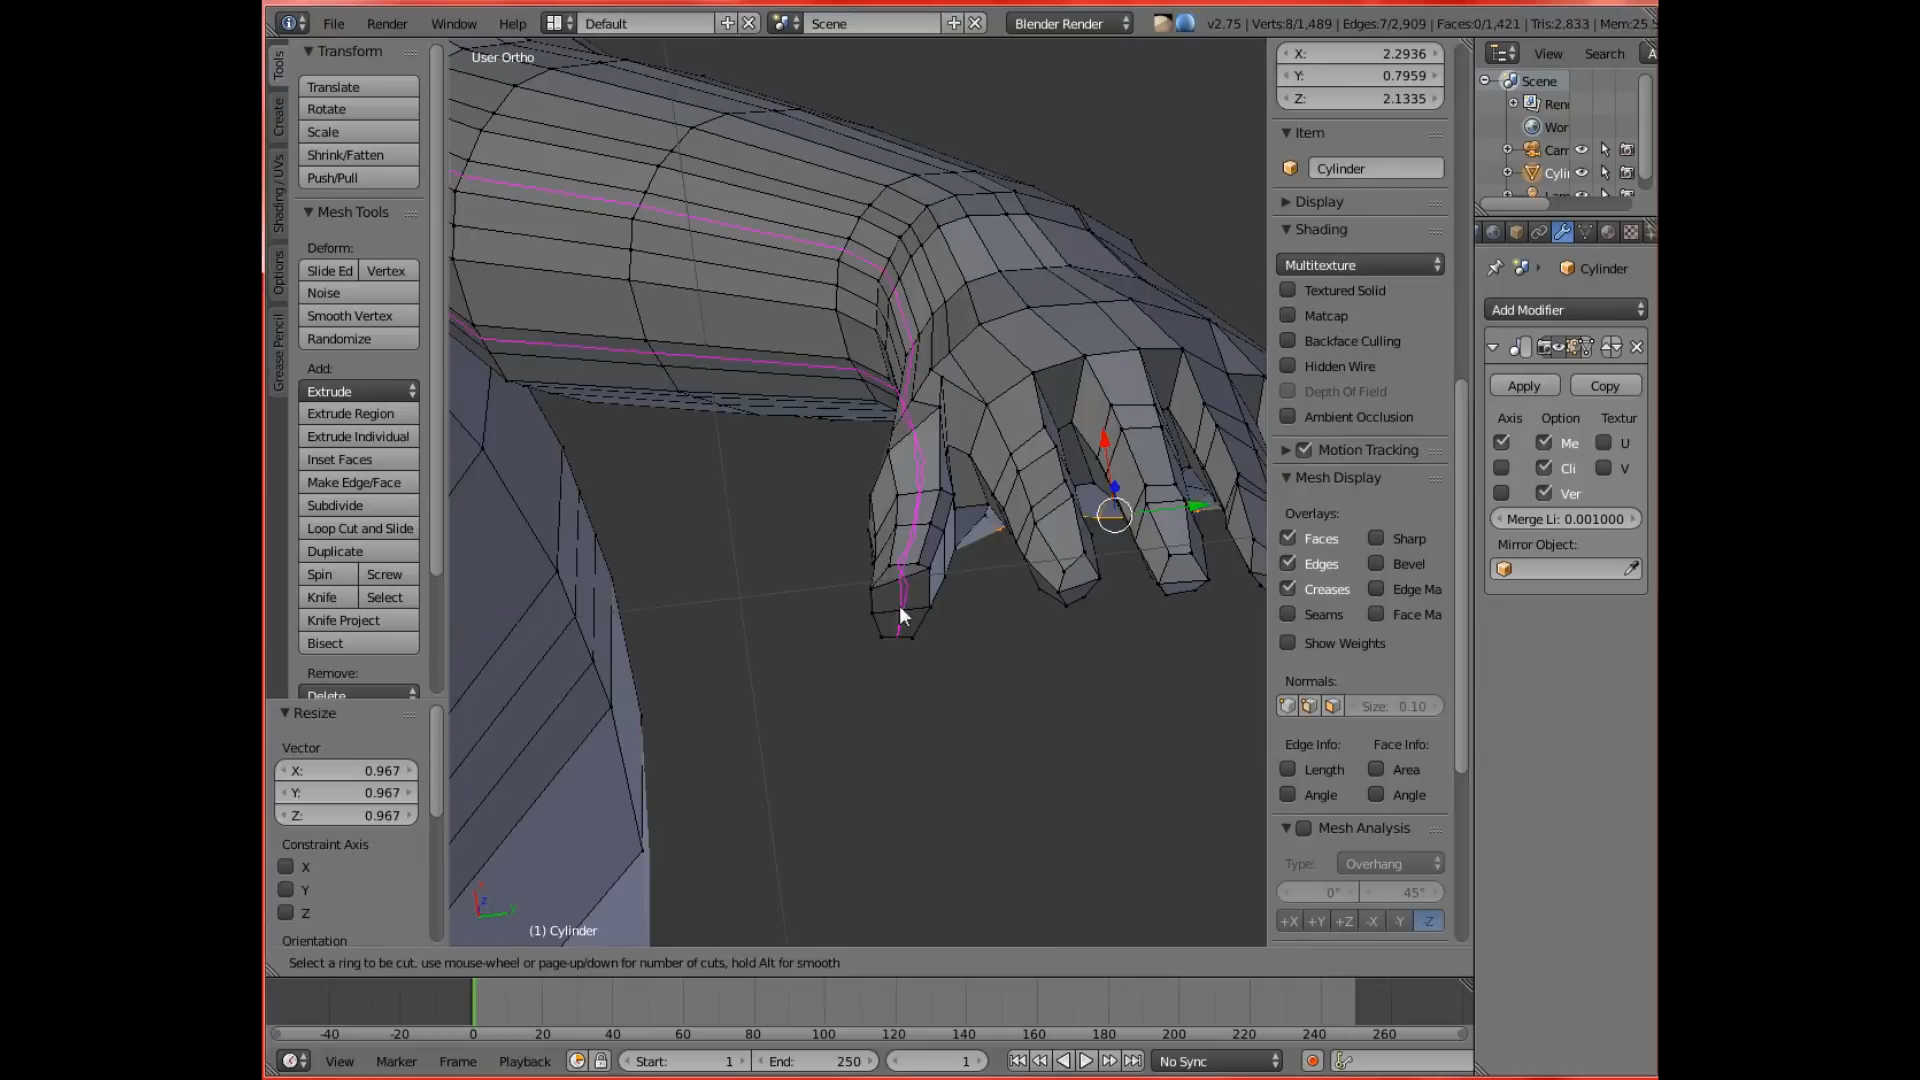 File Render Window Help Default Scene Blender Render v2.75 | Verts:8/1,489 | Edges:7/2,909 | Faces:0/1,421 | Tris:2,833 | Mem:25.5
Tools
Create
Shading / UVs
Options
Grease Pencil
Transform
Translate
Rotate
Scale
Shrink/Fatten
Push/Pull
Mesh Tools
Deform:
Slide Ed Vertex
Noise
Smooth Vertex
Randomize
Add:
Extrude
Extrude Region
Extrude Individual
Inset Faces
Make Edge/Face
Subdivide
Loop Cut and Slide
Duplicate
Spin Screw
Knife Select
Knife Project
Bisect
Remove:
Delete
Resize
Vector
X: 0.967
Y: 0.967
Z: 0.967
Constraint Axis
X
Y
Z
Orientation
User Ortho
(1) Cylinder
X: 2.2936
Y: 0.7959
Z: 2.1335
Item
Cylinder
Display
Shading
Multitexture
Textured Solid
Matcap
Backface Culling
Hidden Wire
Depth Of Field
Ambient Occlusion
Motion Tracking
Mesh Display
Overlays:
Faces Sharp
Edges Bevel
Creases Edge Ma
Seams Face Ma
Show Weights
Normals:
Size: 0.10
Edge Info: Face Info:
Length Area
Angle Angle
Mesh Analysis
Type: Overhang
0° 45°
+X +Y +Z -X -Y -Z
View Search A
Scene
Ren
Wor
Cam
Cyli
Cylinder
Add Modifier
Apply Copy
Axis Option Textur
Me U
Cli V
Ver
Merge Li: 0.001000
Mirror Object:
Select a ring to be cut, use mouse-wheel or page-up/down for number of cuts, hold Alt for smooth
-40 -20 0 20 40 60 80 100 120 140 160 180 200 220 240 260
View Marker Frame Playback Start: 1 End: 250 1 No Sync